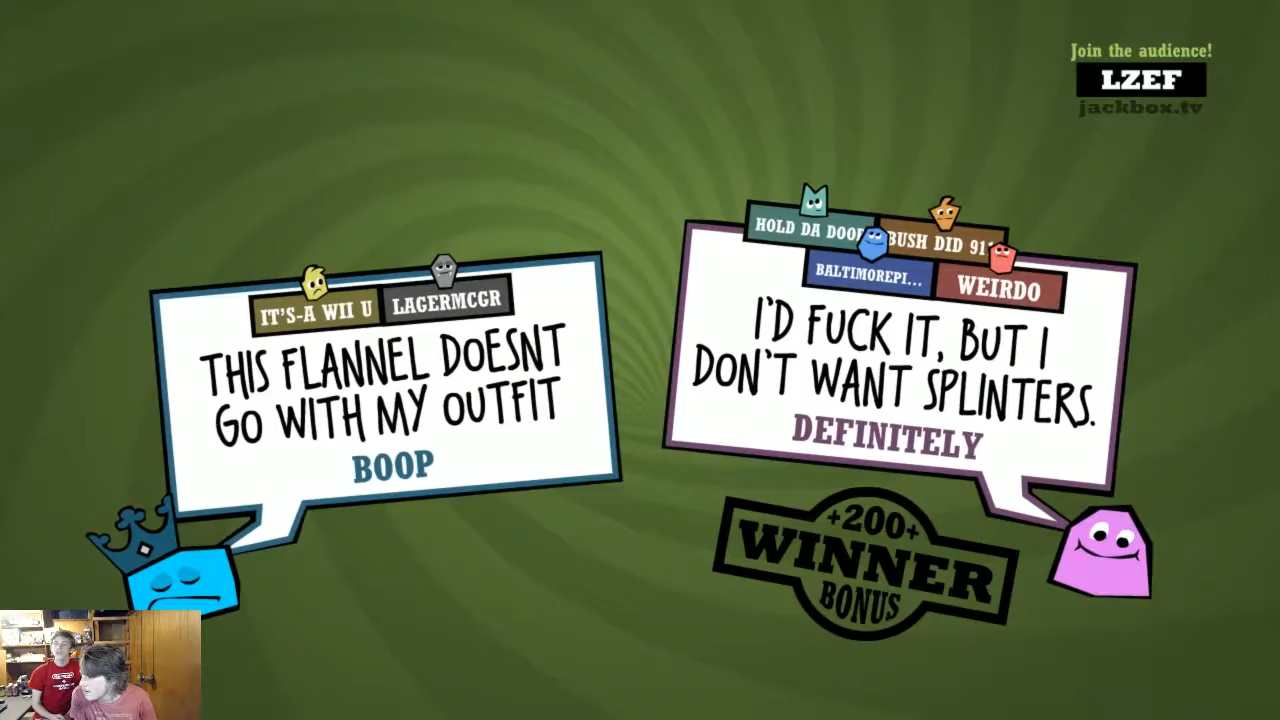 Join the audience!
LZEF
jackbox.tv
IT'S-A WII U
LAGERMCGR
THIS FLANNEL DOESNT
GO WITH MY OUTFIT
BOOP
HOLD DA DOOR
BUSH DID 911
BALTIMOREPI...
WEIRDO
I'D FUCK IT, BUT I
DON'T WANT SPLINTERS.
DEFINITELY
+200+
WINNER
BONUS